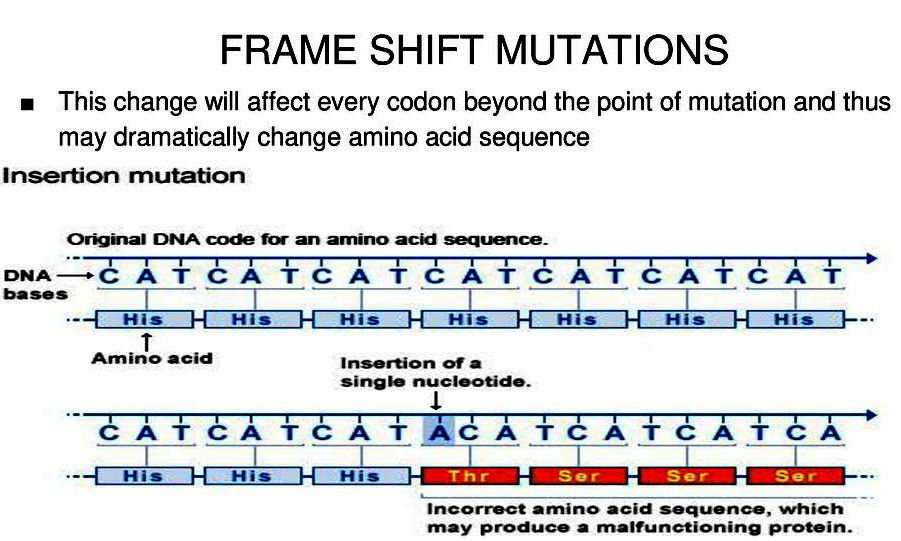 FRAME SHIFT MUTATIONS
■ This change will affect every codon beyond the point of mutation and thus
may dramatically change amino acid sequence
Insertion mutation
Original DNA code for an amino acid sequence.
DNA bases
C A T C A T C A T C A T C A T C A T C A T
His His His His His His His
Amino acid
Insertion of a
single nucleotide.
C A T C A T C A T A C A T C A T C A T C A
His His His Thr Ser Ser Ser
Incorrect amino acid sequence, which
may produce a malfunctioning protein.